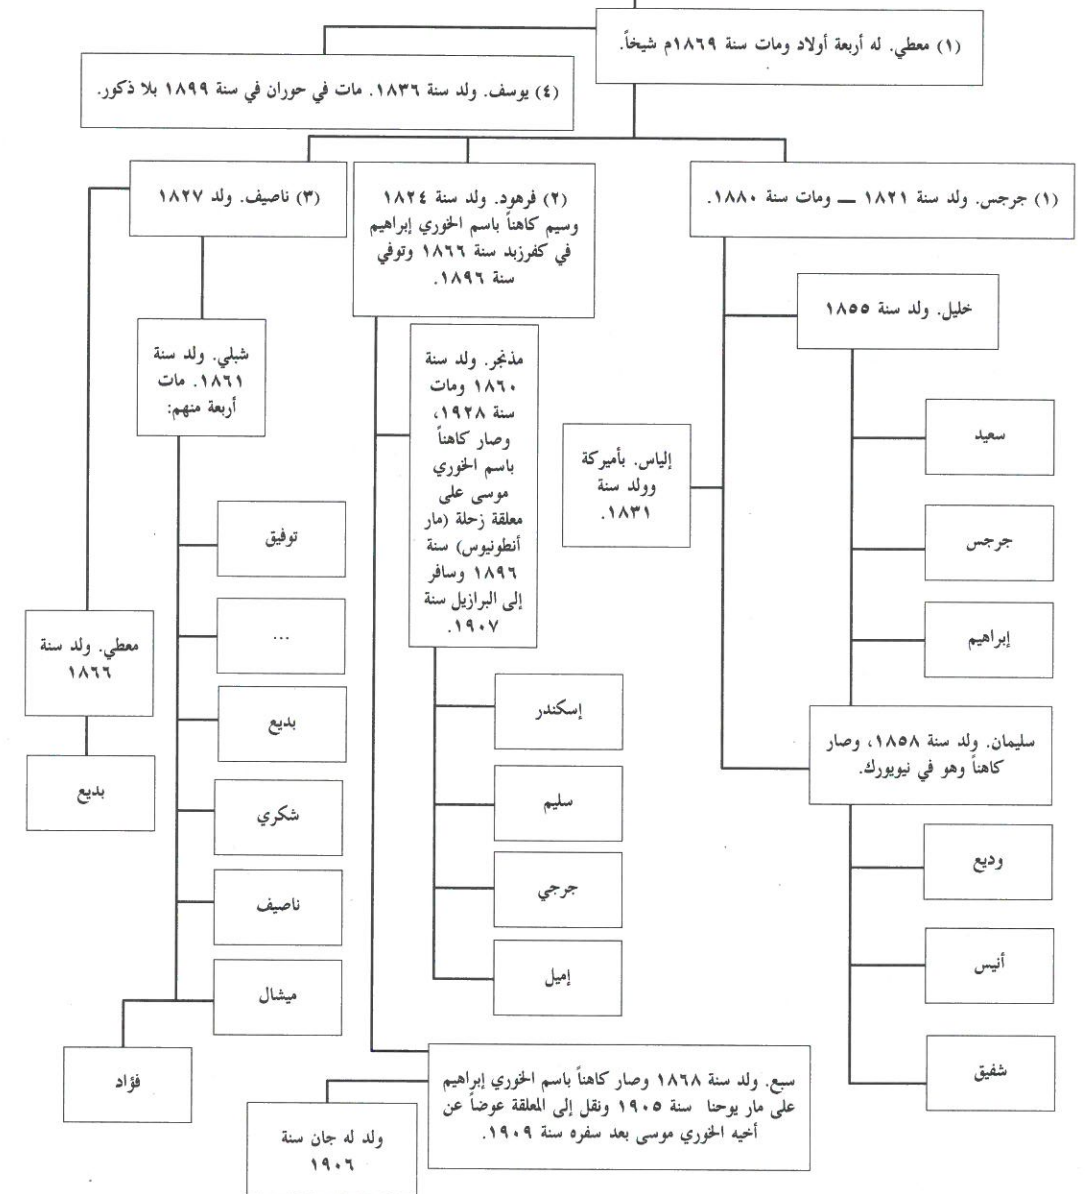 (١) معطي. له أربعة أولاد ومات سنة ١٨٦٩م شيخاً.
(٤) يوسف. ولد سنة ١٨٣٦. مات في حوران في سنة ١٨٩٩ بلا ذكور.
(١) جرجس. ولد سنة ١٨٢١ — ومات سنة ١٨٨٠.
(٢) فرهود. ولد سنة ١٨٢٤
وسيم كاهناً باسم الخوري إبراهيم
في كفرزبد سنة ١٨٦٦ وتوفي
سنة ١٨٩٦.
(٣) ناصيف. ولد ١٨٢٧
خليل. ولد سنة ١٨٥٥
سعيد
جرجس
إبراهيم
إلياس. بأميركة
وولد سنة
١٨٣١.
سليمان. ولد سنة ١٨٥٨، وصار
كاهناً وهو في نيويورك.
وديع
أنيس
شفيق
مذنجر. ولد سنة
١٨٦٠ ومات
سنة ١٩٢٨،
وصار كاهناً
باسم الخوري
موسى على
معلقة زحلة (مار
أنطونيوس) سنة
١٨٩٦ وسافر
إلى البرازيل سنة
١٩٠٧.
إسكندر
سليم
جرجي
إميل
سبع. ولد سنة ١٨٦٨ وصار كاهناً باسم الخوري إبراهيم
على مار يوحنا سنة ١٩٠٥ ونقل إلى المعلقة عوضاً عن
أخيه الخوري موسى بعد سفره سنة ١٩٠٩.
ولد له جان سنة
١٩٠٦
شبلي. ولد سنة
١٨٦١. مات
أربعة منهم:
توفيق
...
بديع
شكري
ناصيف
ميشال
فؤاد
معطي. ولد سنة
١٨٦٦
بديع